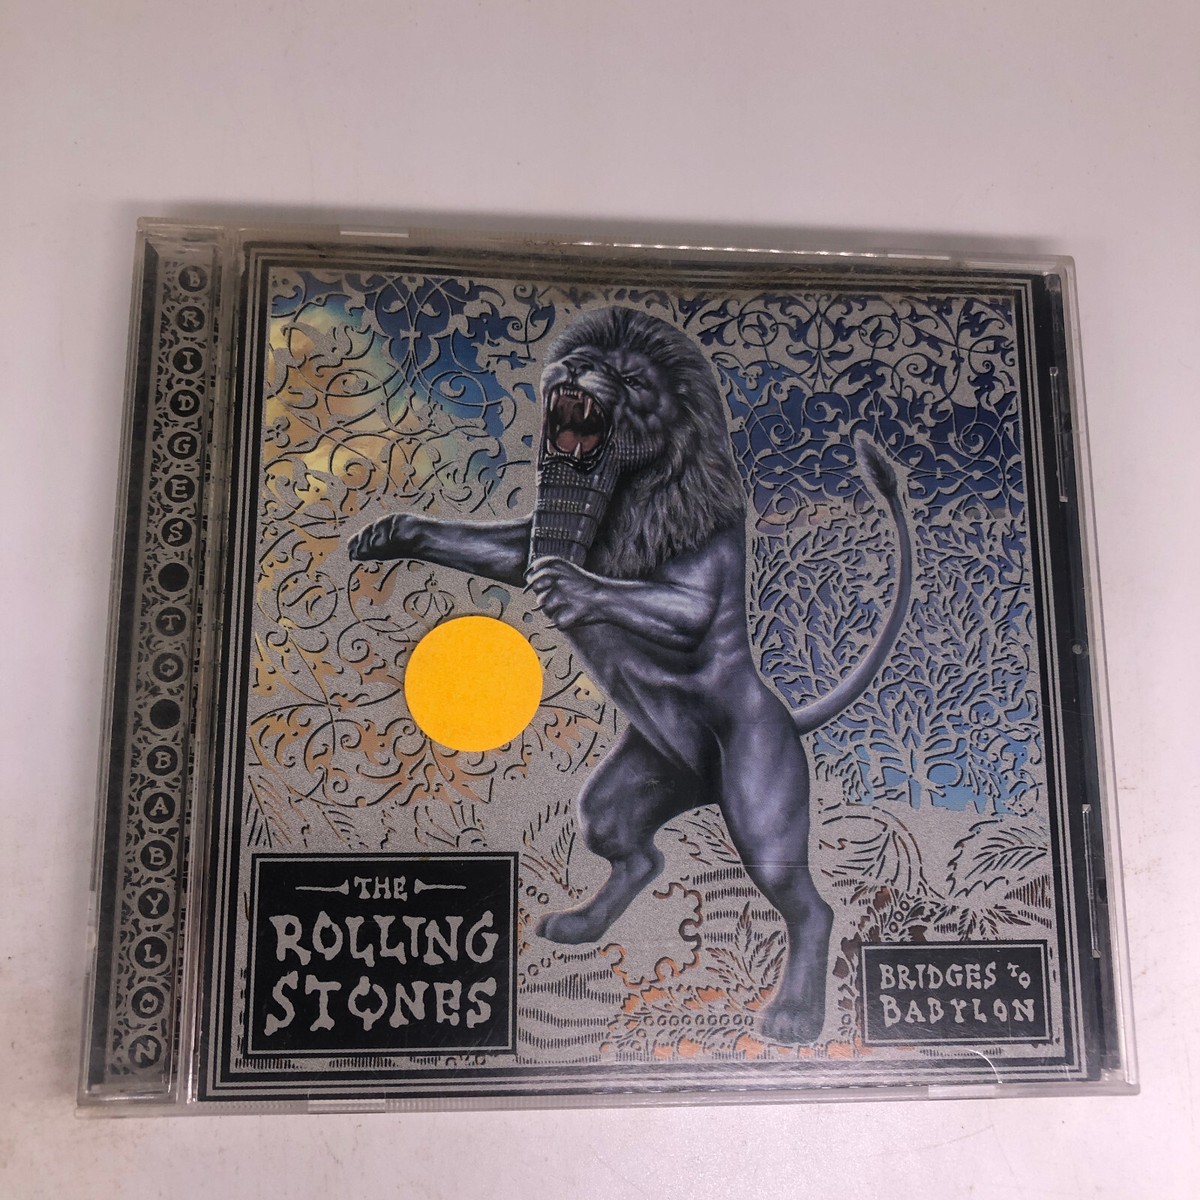 BRIDGES TO BABYLON
THE
ROLLING
STONES
BRIDGES TO
BABYLON